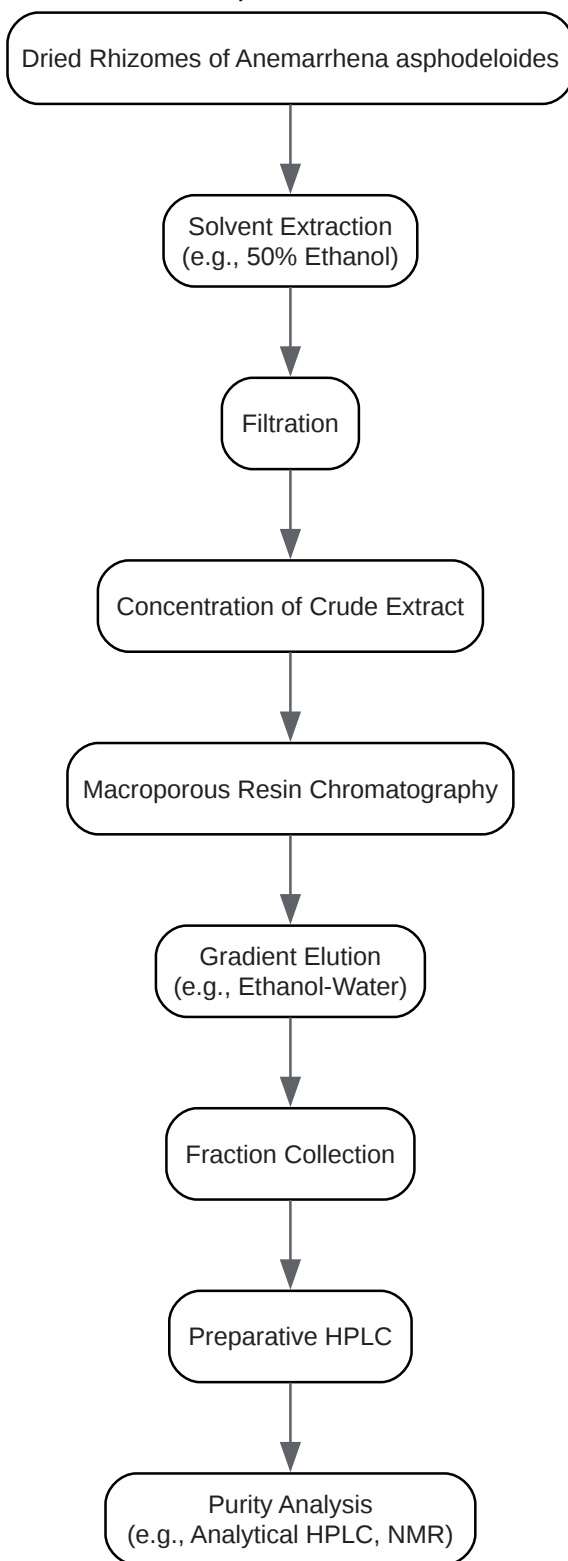 Dried Rhizomes of Anemarrhena asphodeloides
Solvent Extraction
(e.g., 50% Ethanol)
Filtration
Concentration of Crude Extract
Macroporous Resin Chromatography
Gradient Elution
(e.g., Ethanol-Water)
Fraction Collection
Preparative HPLC
Purity Analysis
(e.g., Analytical HPLC, NMR)